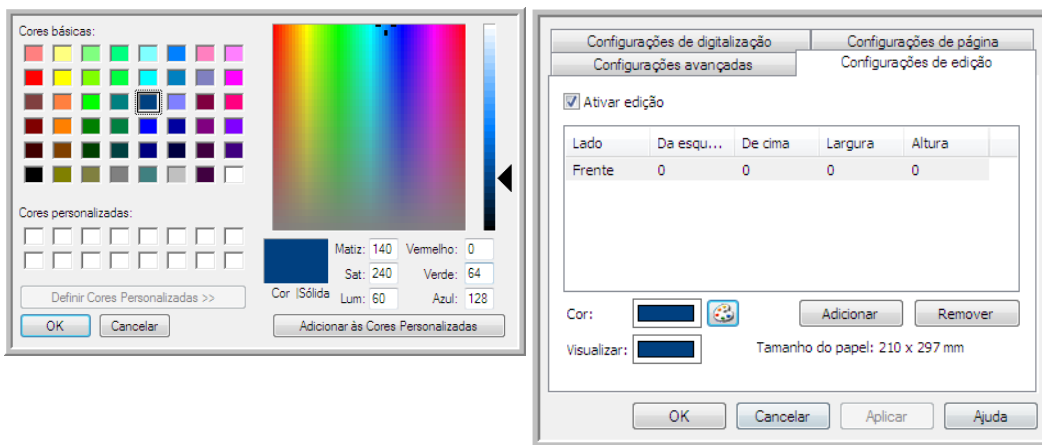 Cores básicas:
Cores personalizadas:
Definir Cores Personalizadas >>
OK Cancelar
Matiz: 140 Vermelho: 0
Sat: 240 Verde: 64
Cor |Sólida Lum: 60 Azul: 128
Adicionar às Cores Personalizadas
Configurações de digitalização Configurações de página
Configurações avançadas Configurações de edição
Ativar edição
Lado Da esqu... De cima Largura Altura
Frente 0 0 0 0
Cor: Adicionar Remover
Visualizar: Tamanho do papel: 210 x 297 mm
OK Cancelar Aplicar Ajuda